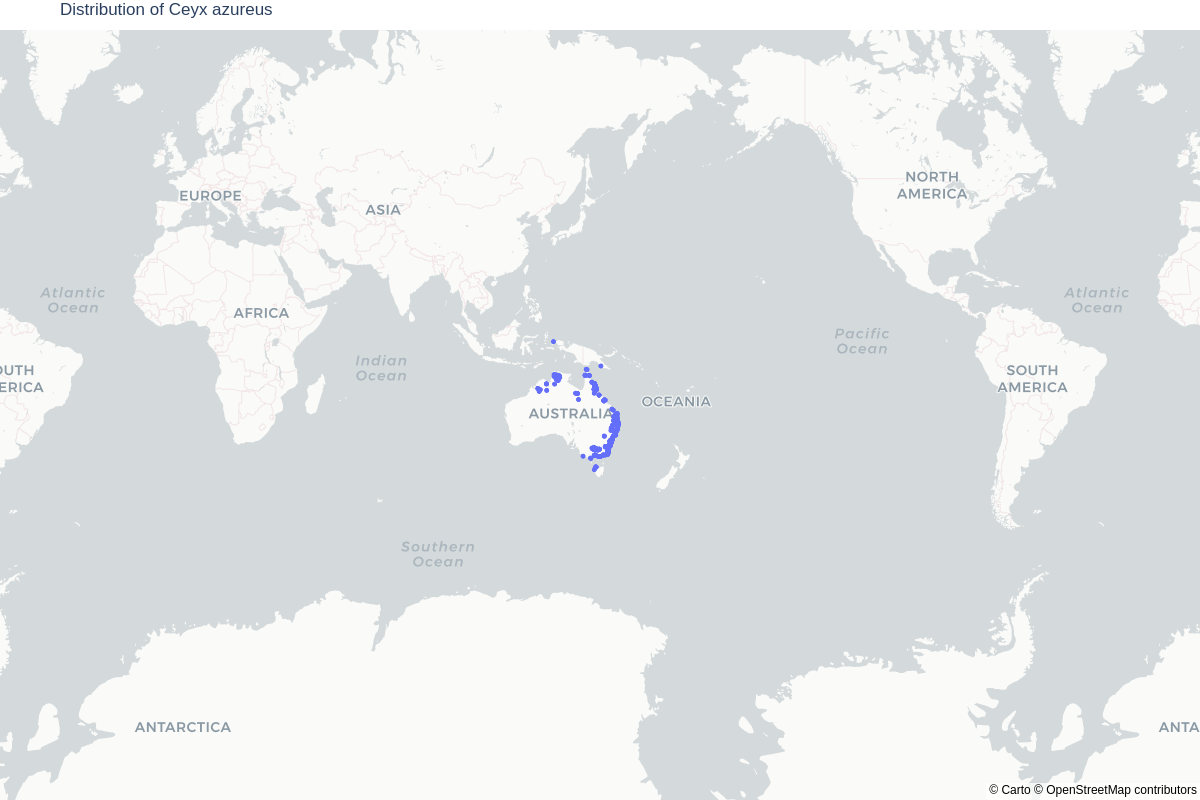 Distribution of Ceyx azureus
NORTH
AMERICA
EUROPE
ASIA
Atlantic
Ocean
Atlantic
Ocean
AFRICA
Pacific
Ocean
Indian
Ocean
OUTH
ERICA
SOUTH
AMERICA
OCEANIA
AUSTRALIA
Southern
Ocean
ANTARCTICA
ANTA
© Carto © OpenStreetMap contributors